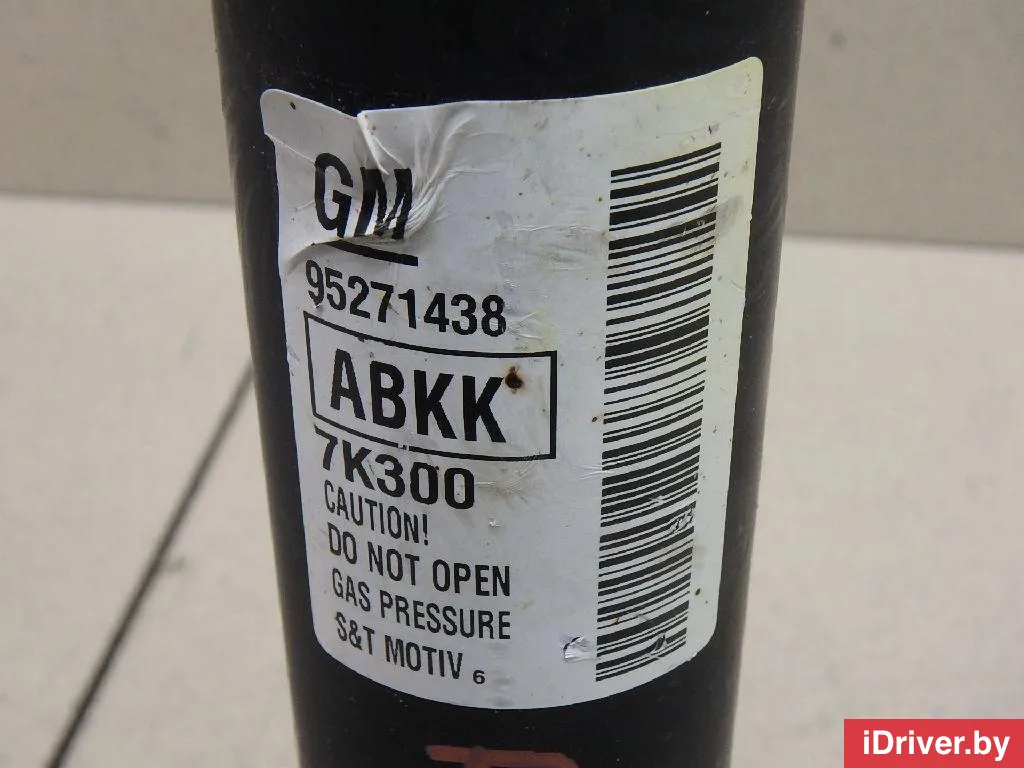 GM
95271438
ABKK
7K300
CAUTION!
DO NOT OPEN
GAS PRESSURE
S&T MOTIV 6
iDriver.by